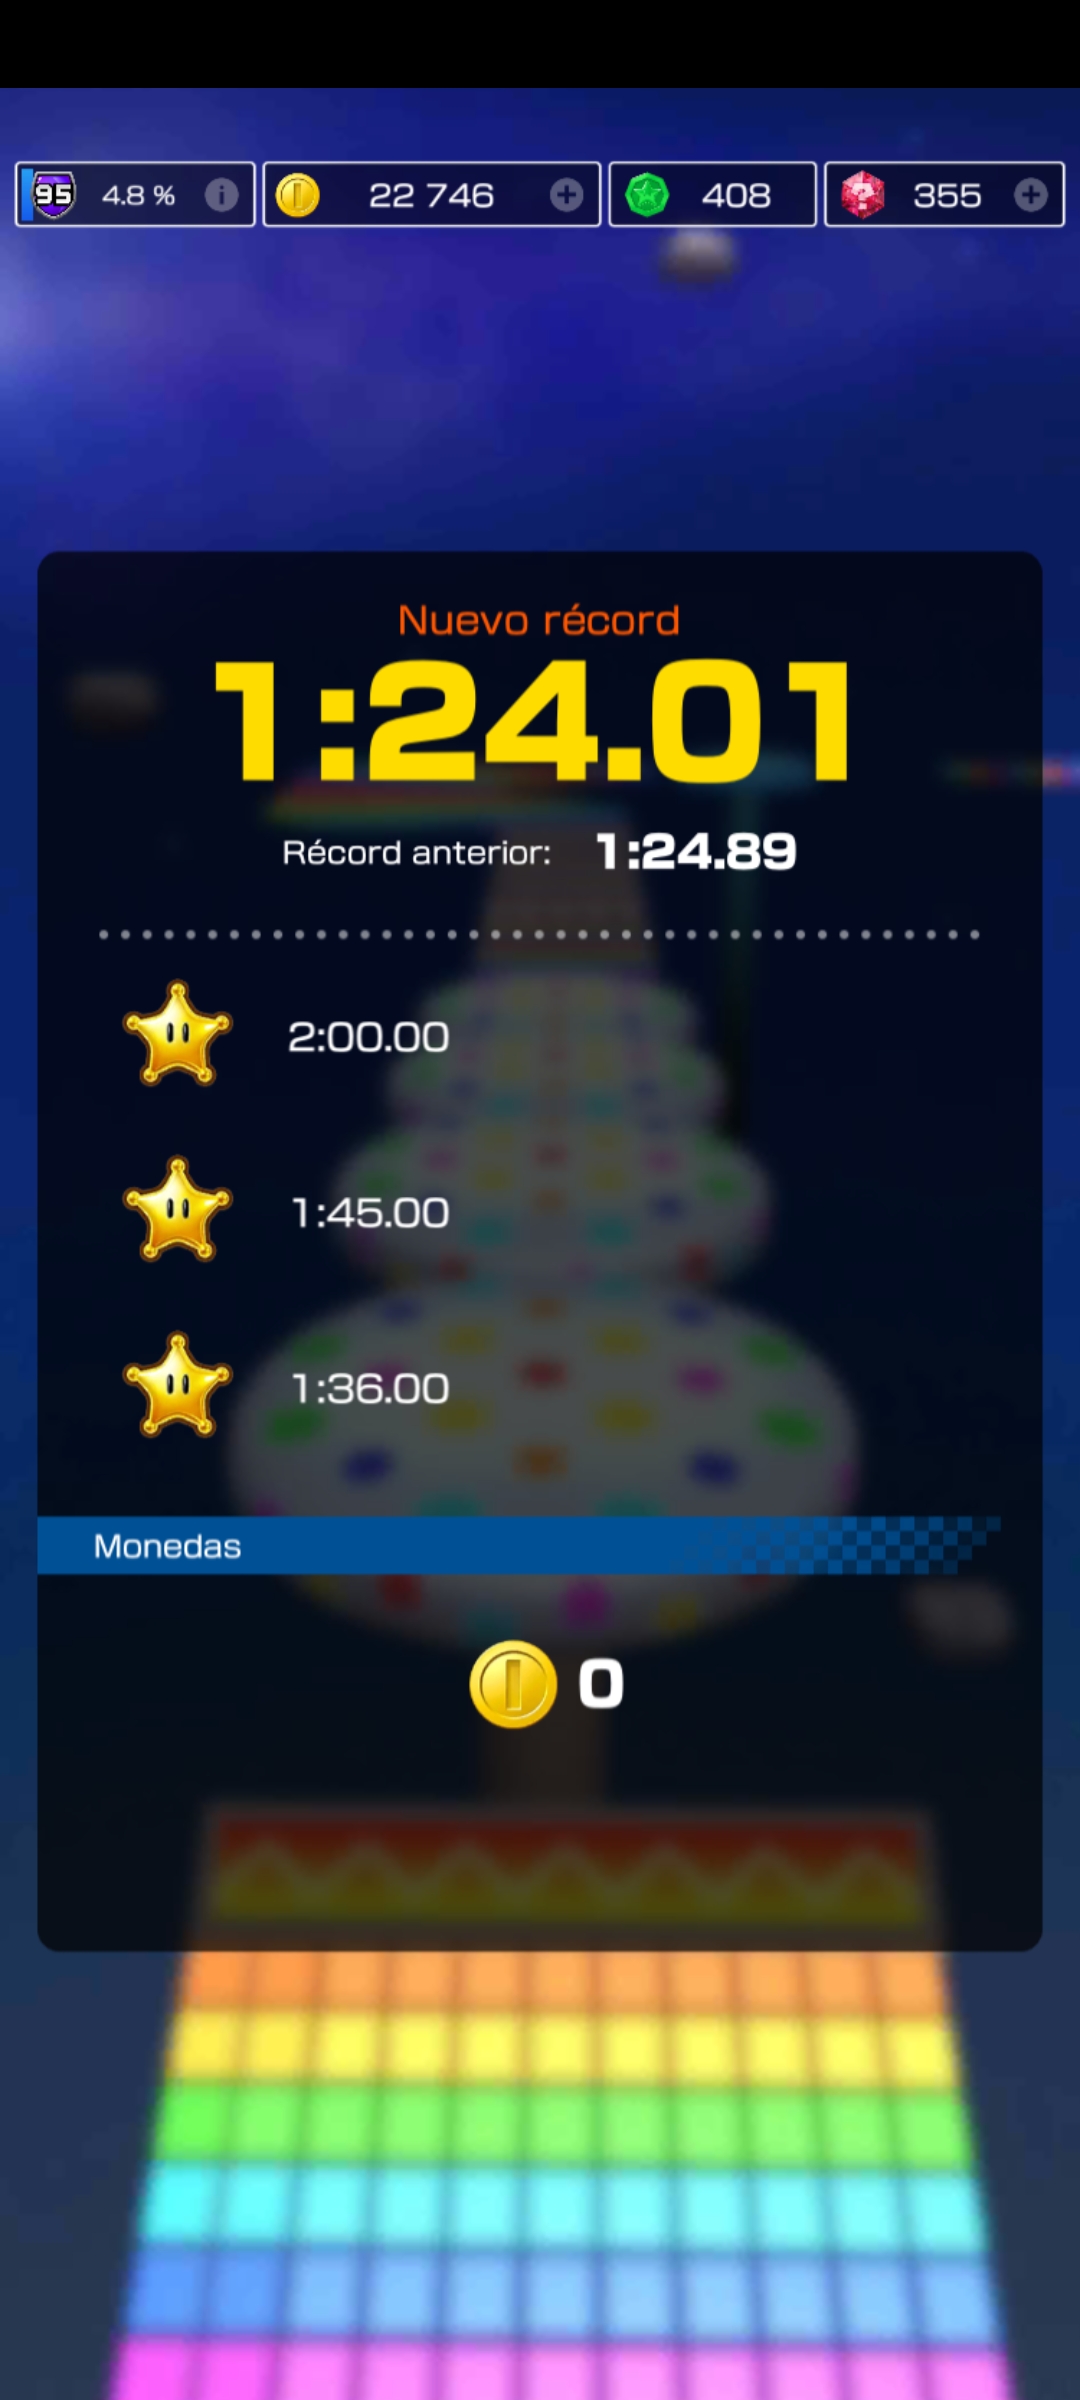 95 4.8 % i 22 746 + 408 ? 355 +
Nuevo récord
1:24.01
Récord anterior: 1:24.89
2:00.00
1:45.00
1:36.00
Monedas
0